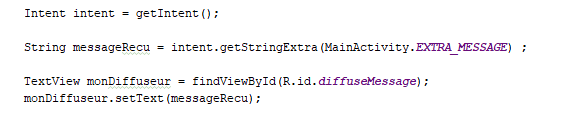 Intent intent = getIntent();
String messageRecu = intent.getStringExtra(MainActivity.EXTRA_MESSAGE) ;
TextView monDiffuseur = findViewById(R.id.diffuseMessage);
monDiffuseur.setText(messageRecu);